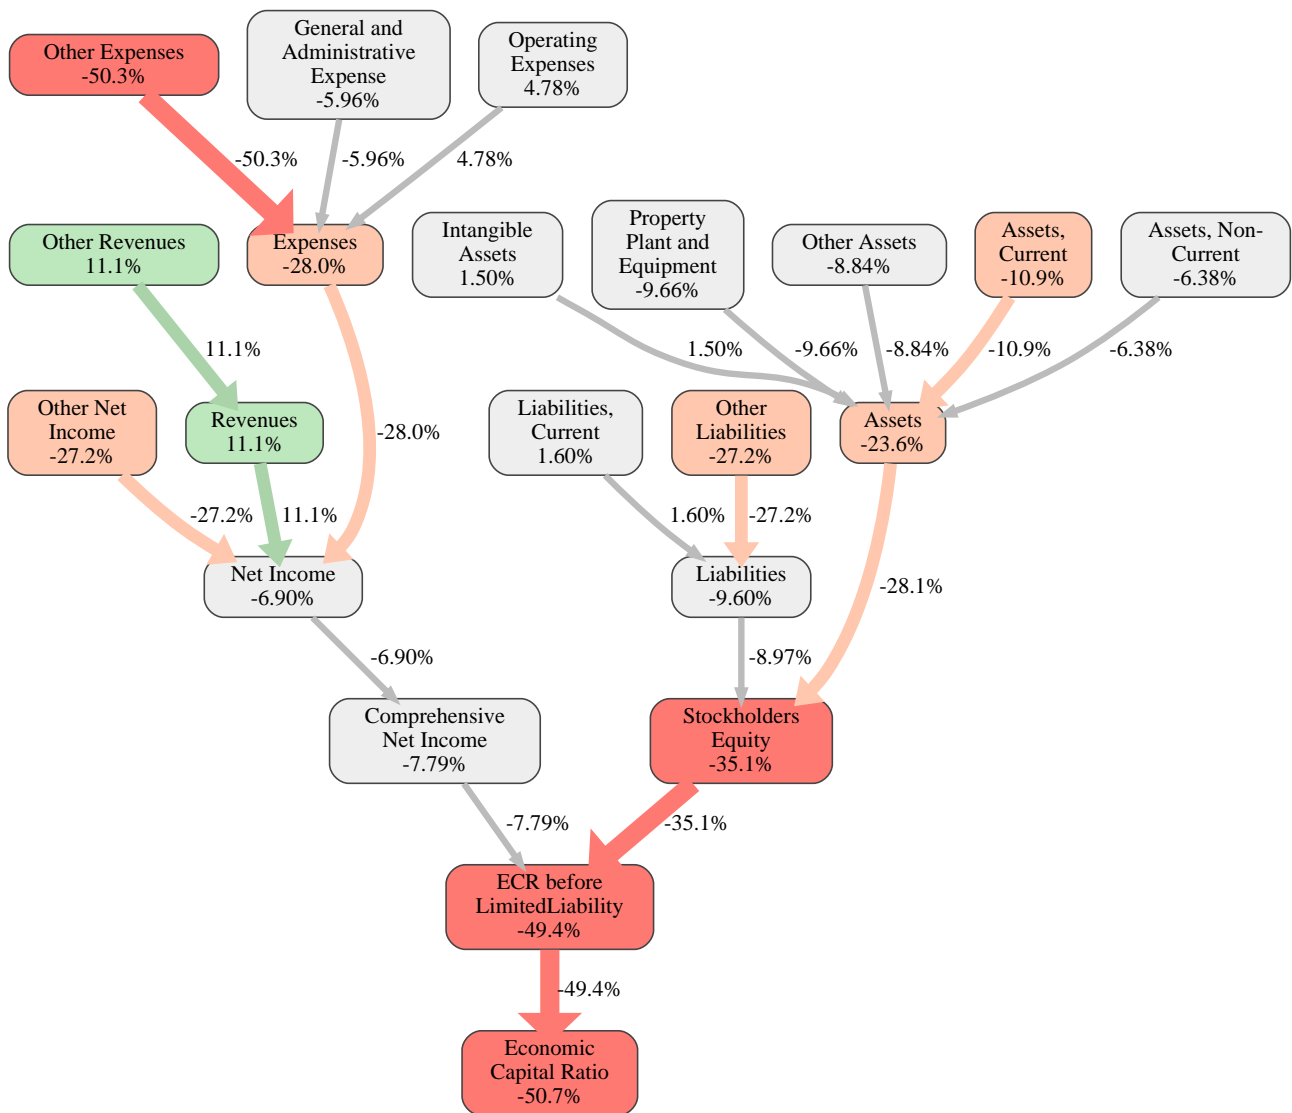 Other Expenses
-50.3%
General and
Administrative
Expense
-5.96%
Operating
Expenses
4.78%
-50.3%
-5.96%
4.78%
Other Revenues
11.1%
Expenses
-28.0%
Intangible
Assets
1.50%
Property
Plant and
Equipment
-9.66%
Other Assets
-8.84%
Assets,
Current
-10.9%
Assets, Non-
Current
-6.38%
11.1%
1.50%
-9.66%
-8.84%
-10.9%
-6.38%
Other Net
Income
-27.2%
Revenues
11.1%
-28.0%
Liabilities,
Current
1.60%
Other
Liabilities
-27.2%
Assets
-23.6%
-27.2%
11.1%
1.60%
-27.2%
Net Income
-6.90%
Liabilities
-9.60%
-28.1%
-6.90%
-8.97%
Comprehensive
Net Income
-7.79%
Stockholders
Equity
-35.1%
-7.79%
-35.1%
ECR before
LimitedLiability
-49.4%
-49.4%
Economic
Capital Ratio
-50.7%